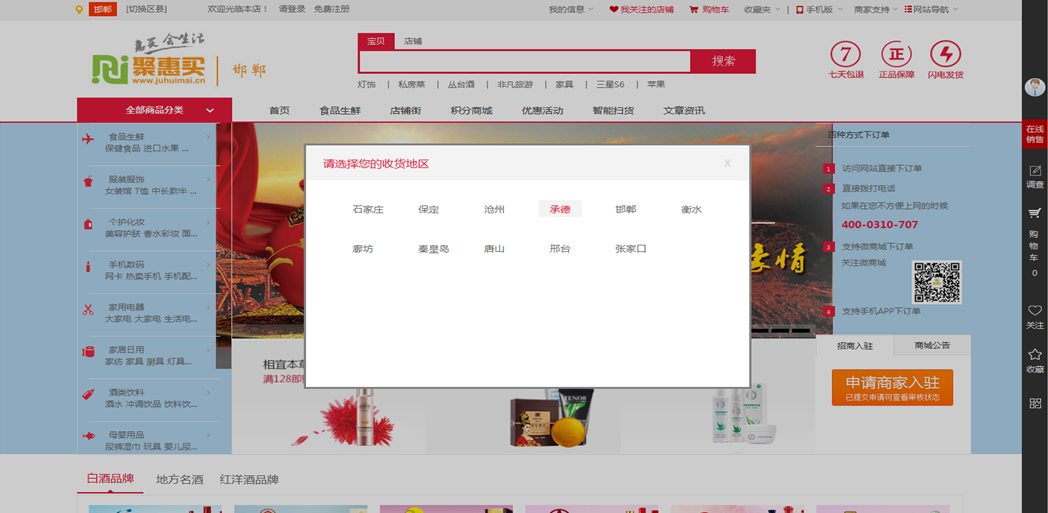 邯郸 [切换区县] 欢迎光临本店！ 请登录 免费注册 我的信息 我关注的店铺 购物车 收藏夹 | 手机版 商家支持 网站导航
惠买 会生活
聚惠买
www.juhuimai.cn
邯 郸
宝贝 店铺
搜索
灯饰 | 私房菜 | 丛台酒 | 非凡旅游 | 家具 | 三星S6 | 苹果
7 正
七天包退 正品保障 闪电发货
全部商品分类 首页 食品生鲜 店铺街 积分商城 优惠活动 智能扫货 文章资讯
食品生鲜
保健食品 进口水果 ...
服装服饰
女装馆 T恤 中长款半 ...
个护化妆
美容护肤 香水彩妆 面...
手机数码
网卡 热卖手机 手机配...
家用电器
大家电 大家电 生活电...
家居日用
家纺 家具 厨具 灯具...
酒类饮料
酒水 冲调饮品 饮料饮...
母婴用品
尿裤湿巾 玩具 婴儿尿...
请选择您的收货地区 X
石家庄 保定 沧州 承德 邯郸 衡水
廊坊 秦皇岛 唐山 邢台 张家口
家情
相宜本草
满128即
TENOR
四种方式下订单
1 访问网站直接下订单
2 直接拨打电话
如果在您不方便上网的时候
400-0310-707
3 支持微商城下订单
关注微商城
4 支持手机APP下订单
招商入驻 商城公告
申请商家入驻
已提交申请可查看审核状态
在线
销售
调查
购
物
车
0
关注
收藏
白酒品牌 地方名酒 红洋酒品牌